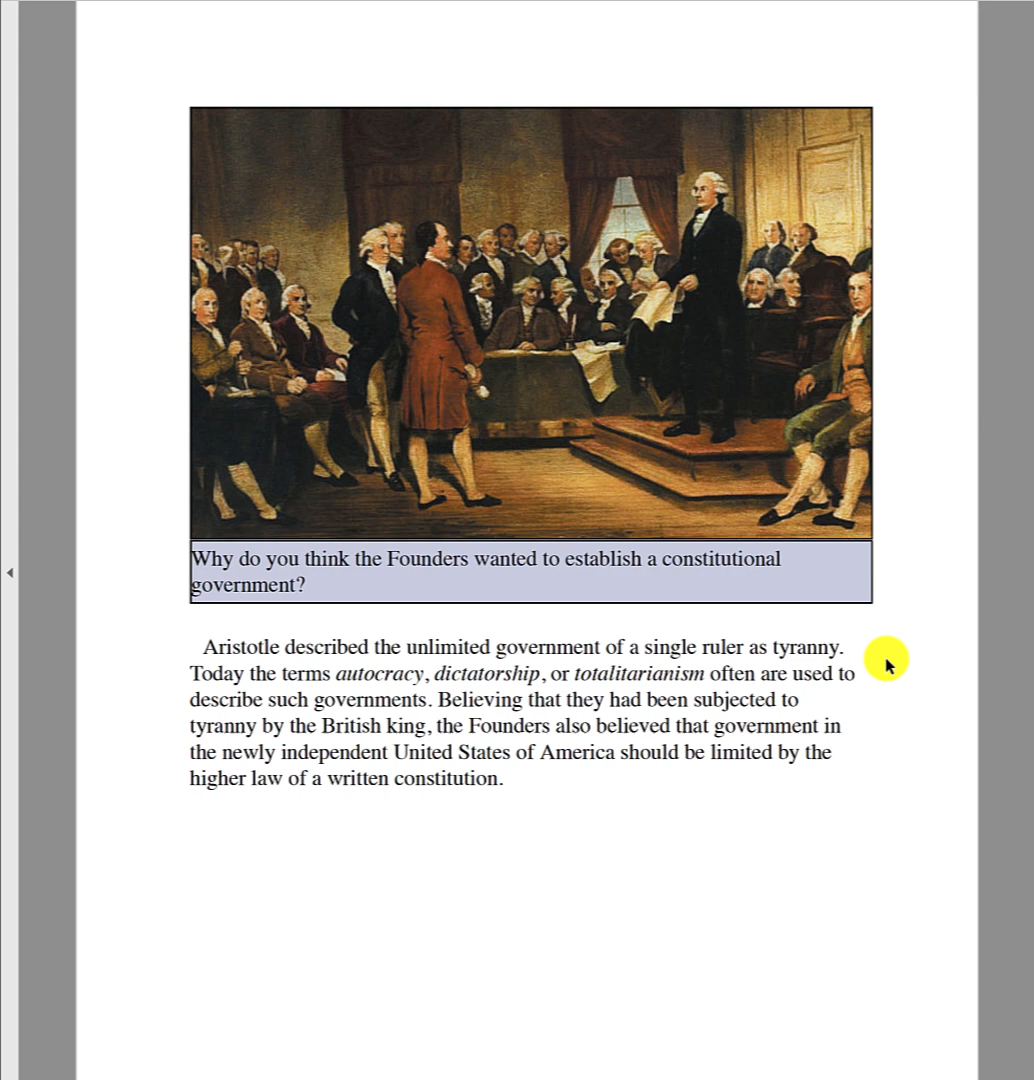 Why do you think the Founders wanted to establish a constitutional
government?
Aristotle described the unlimited government of a single ruler as tyranny.
Today the terms autocracy, dictatorship, or totalitarianism often are used to
describe such governments. Believing that they had been subjected to
tyranny by the British king, the Founders also believed that government in
the newly independent United States of America should be limited by the
higher law of a written constitution.